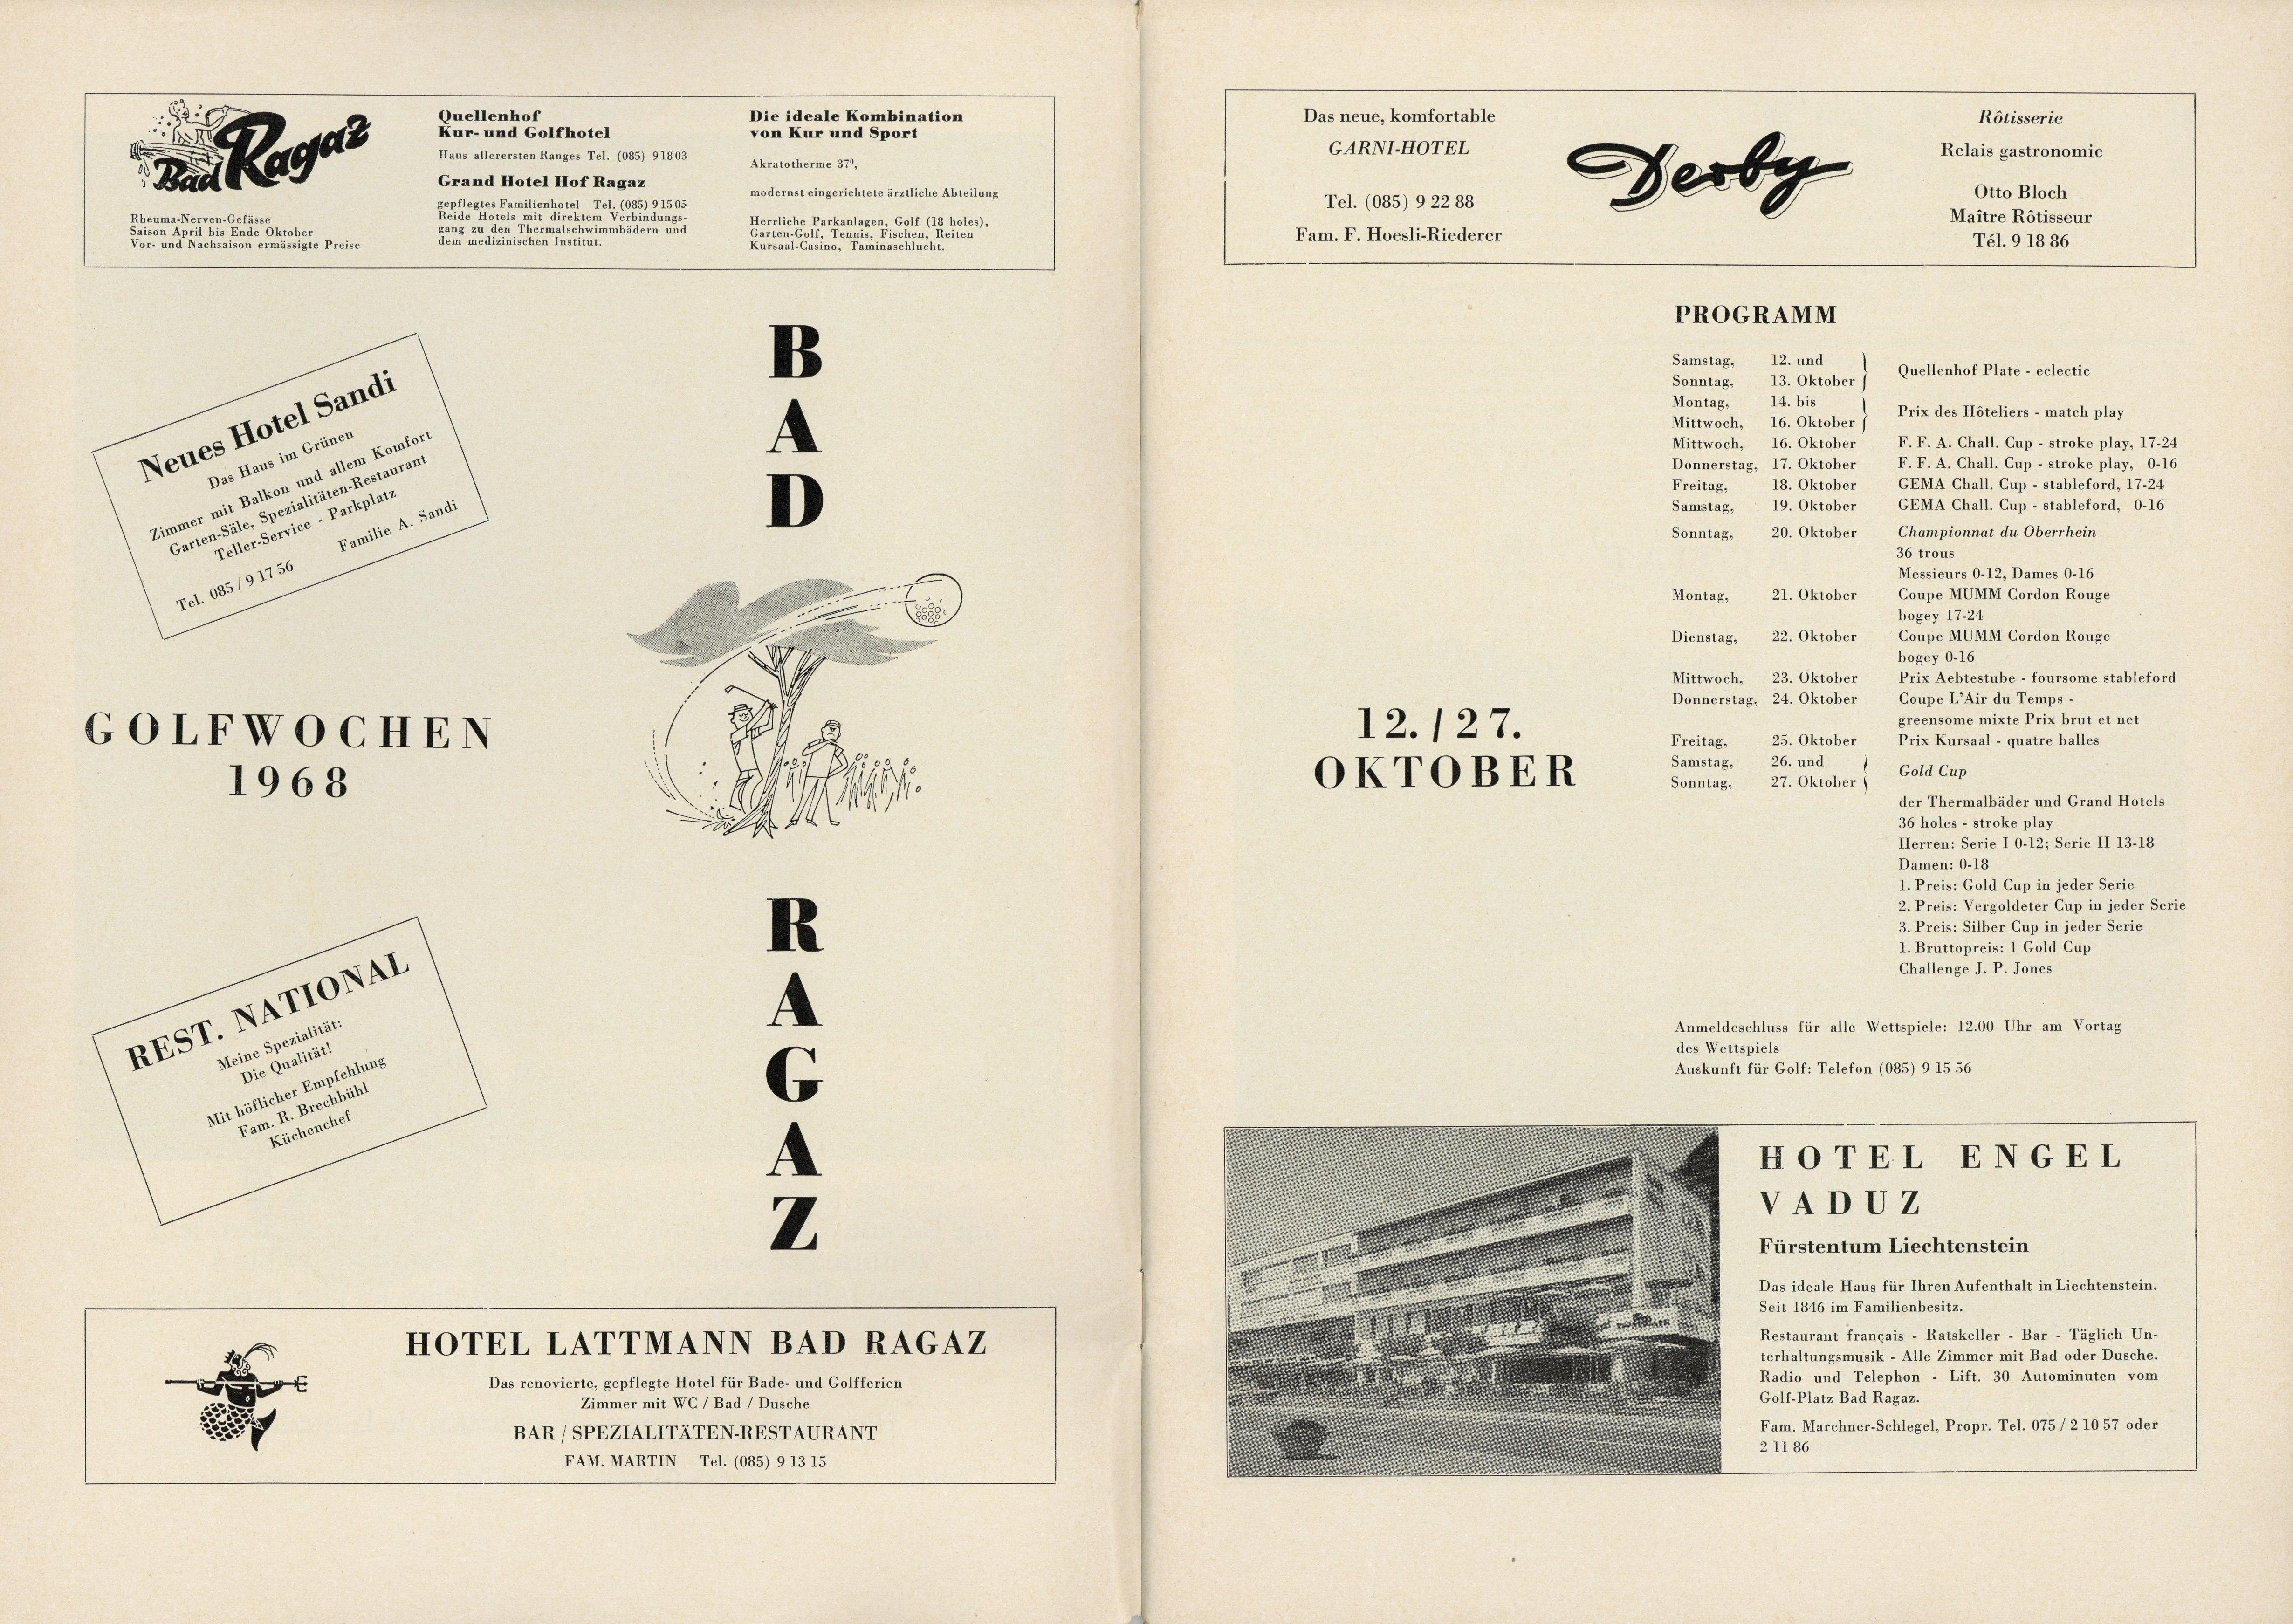 Bad Ragaz
Rheuma-Nerven-Gefässe
Saison April bis Ende Oktober
Vor- und Nachsaison ermässigte Preise
Quellenhof
Kur- und Golfhotel
Haus allerersten Ranges Tel. (085) 9 18 03
Grand Hotel Hof Ragaz
gepflegtes Familienhotel Tel. (085) 9 15 05
Beide Hotels mit direktem Verbindungs-
gang zu den Thermalschwimmbädern und
dem medizinischen Institut.
Die ideale Kombination
von Kur und Sport
Akratotherme 37⁰,
modernst eingerichtete ärztliche Abteilung
Herrliche Parkanlagen, Golf (18 holes),
Garten-Golf, Tennis, Fischen, Reiten
Kursaal-Casino, Taminaschlucht.
Neues Hotel Sandi
Das Haus im Grünen
Zimmer mit Balkon und allem Komfort
Garten-Säle, Spezialitäten-Restaurant
Teller-Service - Parkplatz
Familie A. Sandi
Tel. 085 / 9 17 56
BAD
GOLFWOCHEN
1968
REST. NATIONAL
Meine Spezialität:
Die Qualität!
Mit höflicher Empfehlung
Fam. R. Brechbühl
Küchenchef
RAGAZ
HOTEL LATTMANN BAD RAGAZ
Das renovierte, gepflegte Hotel für Bade- und Golfferien
Zimmer mit WC / Bad / Dusche
BAR / SPEZIALITÄTEN-RESTAURANT
FAM. MARTIN Tel. (085) 9 13 15
Das neue, komfortable
GARNI-HOTEL
Tel. (085) 9 22 88
Fam. F. Hoesli-Riederer
Derby
Rôtisserie
Relais gastronomic
Otto Bloch
Maître Rôtisseur
Tél. 9 18 86
12. / 27.
OKTOBER
PROGRAMM
Samstag, 12. und
Sonntag, 13. Oktober Quellenhof Plate - eclectic
Montag, 14. bis
Mittwoch, 16. Oktober Prix des Hôteliers - match play
Mittwoch, 16. Oktober F. F. A. Chall. Cup - stroke play, 17-24
Donnerstag, 17. Oktober F. F. A. Chall. Cup - stroke play, 0-16
Freitag, 18. Oktober GEMA Chall. Cup - stableford, 17-24
Samstag, 19. Oktober GEMA Chall. Cup - stableford, 0-16
Sonntag, 20. Oktober Championnat du Oberrhein
36 trous
Messieurs 0-12, Dames 0-16
Montag, 21. Oktober Coupe MUMM Cordon Rouge
bogey 17-24
Dienstag, 22. Oktober Coupe MUMM Cordon Rouge
bogey 0-16
Mittwoch, 23. Oktober Prix Aebtestube - foursome stableford
Donnerstag, 24. Oktober Coupe L'Air du Temps -
greensome mixte Prix brut et net
Freitag, 25. Oktober Prix Kursaal - quatre balles
Samstag, 26. und
Sonntag, 27. Oktober Gold Cup
der Thermalbäder und Grand Hotels
36 holes - stroke play
Herren: Serie I 0-12; Serie II 13-18
Damen: 0-18
1. Preis: Gold Cup in jeder Serie
2. Preis: Vergoldeter Cup in jeder Serie
3. Preis: Silber Cup in jeder Serie
1. Bruttopreis: 1 Gold Cup
Challenge J. P. Jones
Anmeldeschluss für alle Wettspiele: 12.00 Uhr am Vortag
des Wettspiels
Auskunft für Golf: Telefon (085) 9 15 56
HOTEL ENGEL
HOTEL ENGEL
VADUZ
Fürstentum Liechtenstein
Das ideale Haus für Ihren Aufenthalt in Liechtenstein.
Seit 1846 im Familienbesitz.
Restaurant français - Ratskeller - Bar - Täglich Un-
terhaltungsmusik - Alle Zimmer mit Bad oder Dusche.
Radio und Telephon - Lift. 30 Autominuten vom
Golf-Platz Bad Ragaz.
Fam. Marchner-Schlegel, Propr. Tel. 075 / 2 10 57 oder
2 11 86